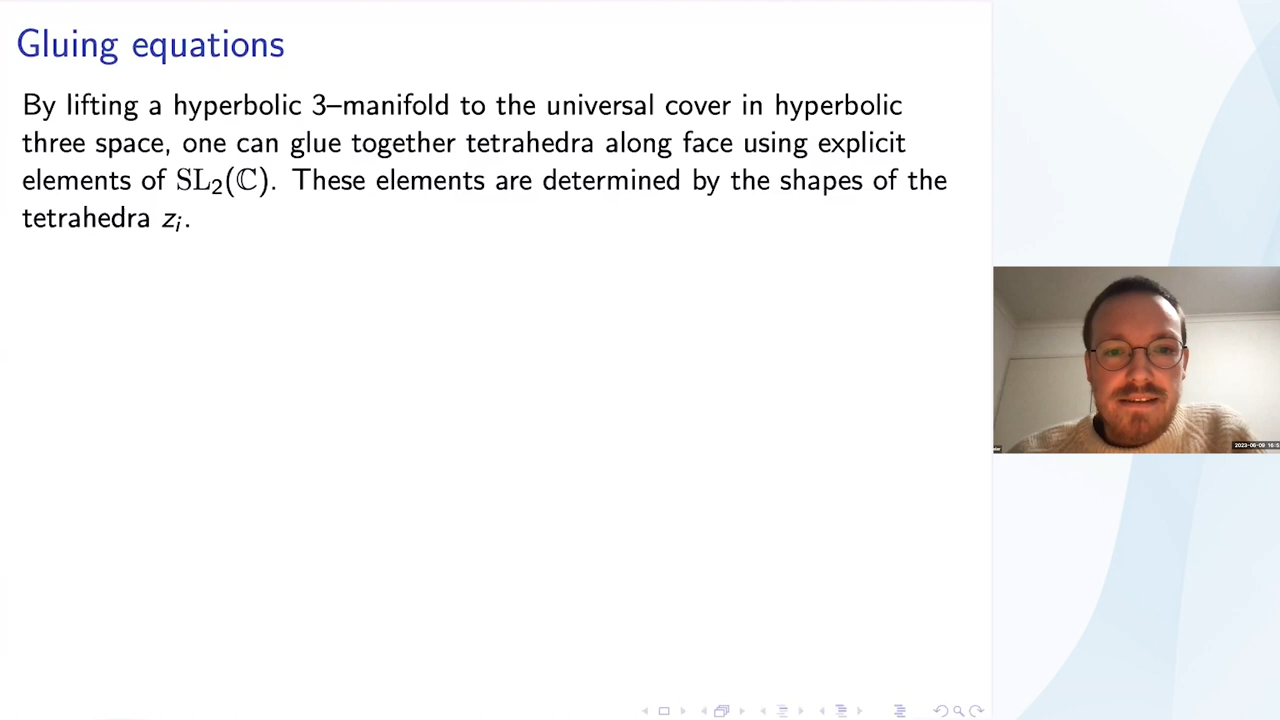 Gluing equations
By lifting a hyperbolic 3–manifold to the universal cover in hyperbolic
three space, one can glue together tetrahedra along face using explicit
elements of SL₂(ℂ). These elements are determined by the shapes of the
tetrahedra zᵢ.